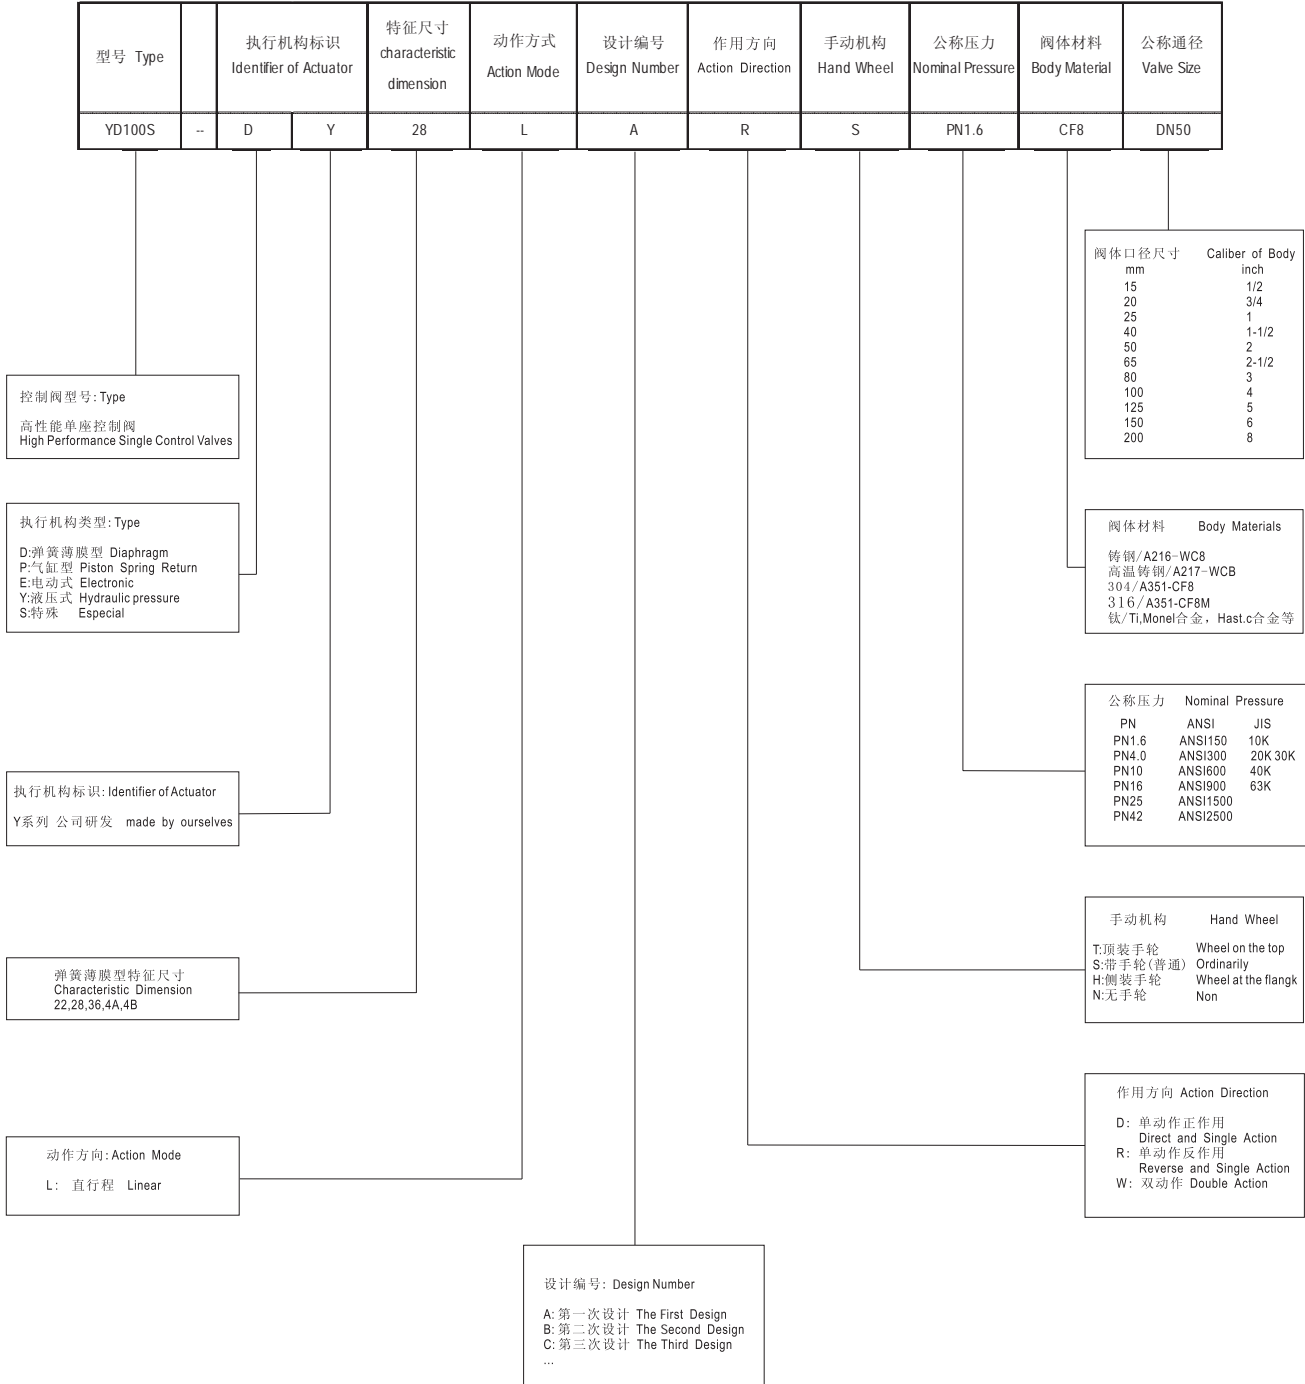 型号 Type
执行机构标识
Identifier of Actuator
特征尺寸
characteristic
dimension
动作方式
Action Mode
设计编号
Design Number
作用方向
Action Direction
手动机构
Hand Wheel
公称压力
Nominal Pressure
阀体材料
Body Material
公称通径
Valve Size
YD100S -- D Y 28 L A R S PN1.6 CF8 DN50
阀体口径尺寸 Caliber of Body
mm inch
15 1/2
20 3/4
25 1
40 1-1/2
50 2
65 2-1/2
80 3
100 4
125 5
150 6
200 8
控制阀型号: Type
高性能单座控制阀
High Performance Single Control Valves
执行机构类型: Type
D:弹簧薄膜型 Diaphragm
P:气缸型 Piston Spring Return
E:电动式 Electronic
Y:液压式 Hydraulic pressure
S:特殊 Especial
阀体材料 Body Materials
铸钢/A216-WC8
高温铸钢/A217-WCB
304/A351-CF8
316/A351-CF8M
钛/Ti,Monel合金，Hast.c合金等
公称压力 Nominal Pressure
PN ANSI JIS
PN1.6 ANSI150 10K
PN4.0 ANSI300 20K 30K
PN10 ANSI600 40K
PN16 ANSI900 63K
PN25 ANSI1500
PN42 ANSI2500
执行机构标识: Identifier of Actuator
Y系列 公司研发 made by ourselves
手动机构 Hand Wheel
T:顶装手轮 Wheel on the top
S:带手轮(普通) Ordinarily
H:侧装手轮 Wheel at the flangk
N:无手轮 Non
弹簧薄膜型特征尺寸
Characteristic Dimension
22,28,36,4A,4B
作用方向 Action Direction
D: 单动作正作用
Direct and Single Action
R: 单动作反作用
Reverse and Single Action
W: 双动作 Double Action
动作方向: Action Mode
L: 直行程 Linear
设计编号: Design Number
A: 第一次设计 The First Design
B: 第二次设计 The Second Design
C: 第三次设计 The Third Design
...